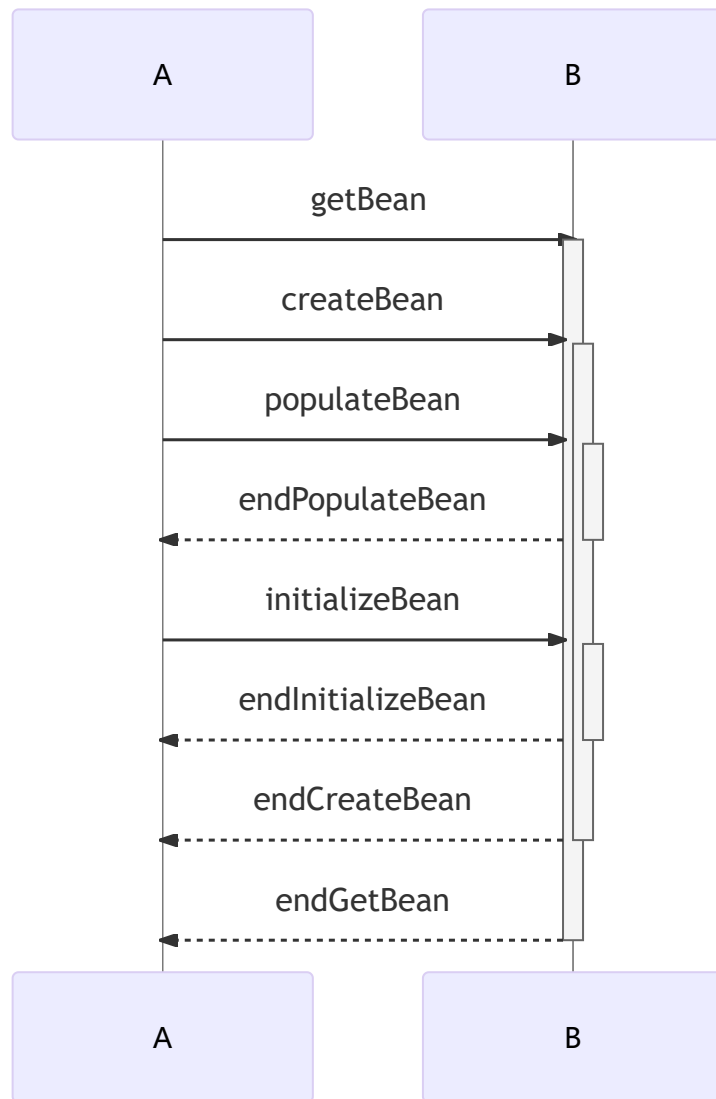 A
B
getBean
createBean
populateBean
endPopulateBean
initializeBean
endInitializeBean
endCreateBean
endGetBean
A
B